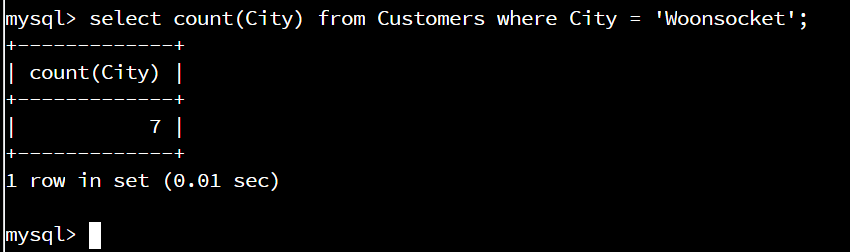 mysql> select count(City) from Customers where City = 'Woonsocket';
+-------------+
| count(City) |
+-------------+
|           7 |
+-------------+
1 row in set (0.01 sec)
mysql>